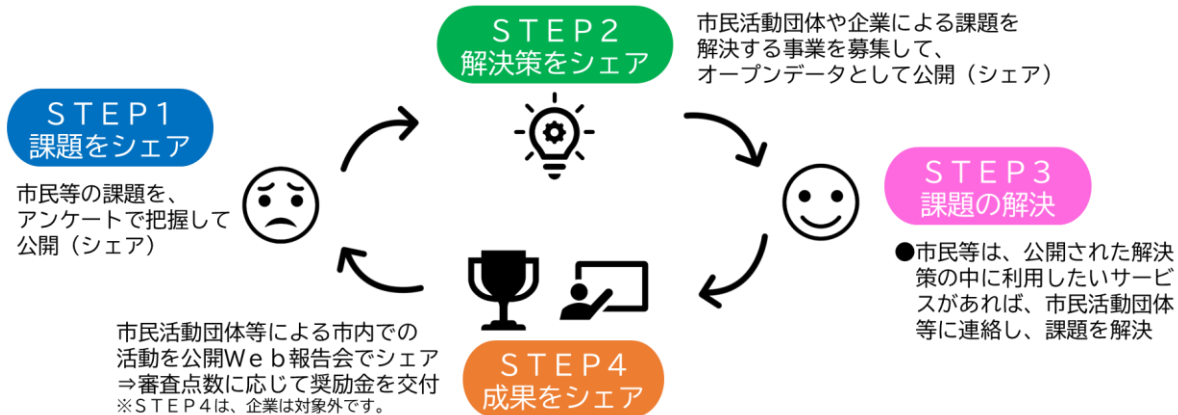 STEP1
課題をシェア
市民等の課題を、
アンケートで把握して
公開（シェア）
STEP2
解決策をシェア
市民活動団体や企業による課題を
解決する事業を募集して、
オープンデータとして公開（シェア）
STEP3
課題の解決
●市民等は、公開された解決
策の中に利用したいサービ
スがあれば、市民活動団体
等に連絡し、課題を解決
STEP4
成果をシェア
市民活動団体等による市内での
活動を公開Ｗｅｂ報告会でシェア
⇒審査点数に応じて奨励金を交付
※ＳＴＥＰ４は、企業は対象外です。